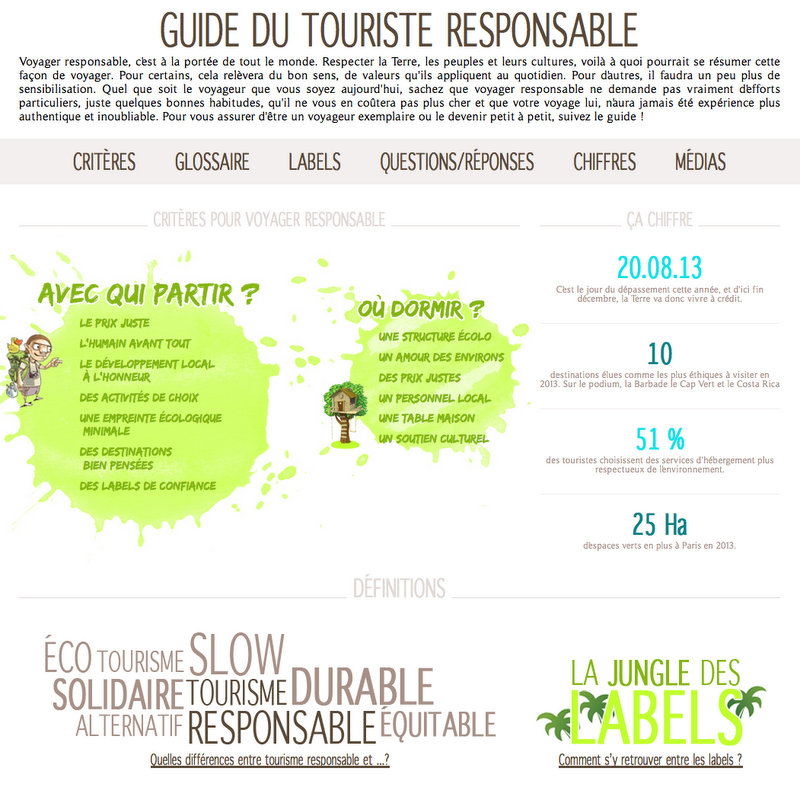 GUIDE DU TOURISTE RESPONSABLE
Voyager responsable, c'est à la portée de tout le monde. Respecter la Terre, les peuples et leurs cultures, voilà à quoi pourrait se résumer cette
façon de voyager. Pour certains, cela relèvera du bon sens, de valeurs qu'ils appliquent au quotidien. Pour d'autres, il faudra un peu plus de
sensibilisation. Quel que soit le voyageur que vous soyez aujourd'hui, sachez que voyager responsable ne demande pas vraiment d'efforts
particuliers, juste quelques bonnes habitudes, qu'il ne vous en coûtera pas plus cher et que votre voyage lui, n'aura jamais été expérience plus
authentique et inoubliable. Pour vous assurer d'être un voyageur exemplaire ou le devenir petit à petit, suivez le guide !
CRITÈRES GLOSSAIRE LABELS QUESTIONS/RÉPONSES CHIFFRES MÉDIAS
CRITÈRES POUR VOYAGER RESPONSABLE
AVEC QUI PARTIR ?
LE PRIX JUSTE
L'HUMAIN AVANT TOUT
LE DÉVELOPPEMENT LOCAL
À L'HONNEUR
DES ACTIVITÉS DE CHOIX
UNE EMPREINTE ÉCOLOGIQUE
MINIMALE
DES DESTINATIONS
BIEN PENSÉES
DES LABELS DE CONFIANCE
OÙ DORMIR ?
UNE STRUCTURE ÉCOLO
UN AMOUR DES ENVIRONS
DES PRIX JUSTES
UN PERSONNEL LOCAL
UNE TABLE MAISON
UN SOUTIEN CULTUREL
ÇA CHIFFRE
20.08.13
C'est le jour du dépassement cette année, et d'ici fin
décembre, la Terre va donc vivre à crédit.
10
destinations élues comme les plus éthiques à visiter en
2013. Sur le podium, la Barbade le Cap Vert et le Costa Rica
51 %
des touristes choisissent des services d'hébergement plus
respectueux de l'environnement.
25 Ha
d'espaces verts en plus à Paris en 2013.
DÉFINITIONS
ÉCO TOURISME SLOW
SOLIDAIRE TOURISME DURABLE
ALTERNATIF RESPONSABLE ÉQUITABLE
Quelles différences entre tourisme responsable et ...?
LA JUNGLE DES
LABELS
Comment s'y retrouver entre les labels ?